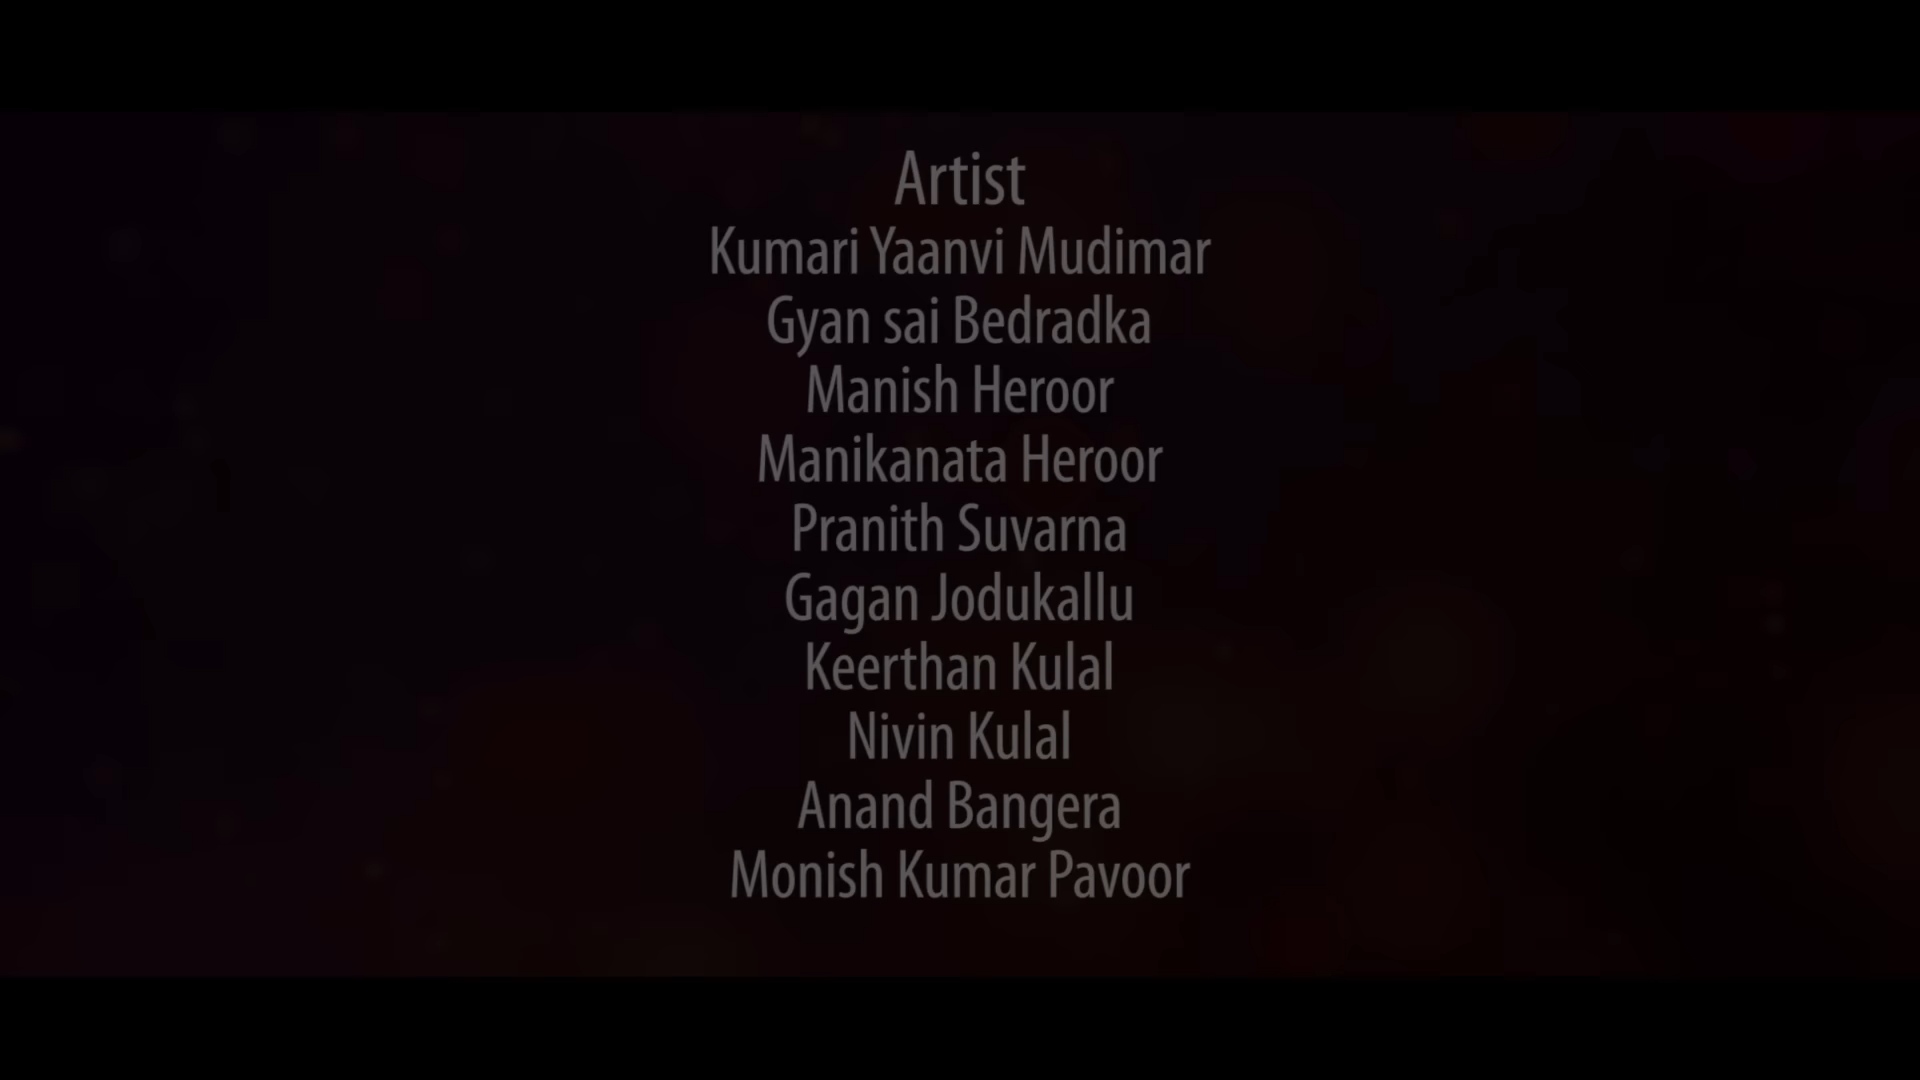 Artist
Kumari Yaanvi Mudimar
Gyan sai Bedradka
Manish Heroor
Manikanata Heroor
Pranith Suvarna
Gagan Jodukallu
Keerthan Kulal
Nivin Kulal
Anand Bangera
Monish Kumar Pavoor